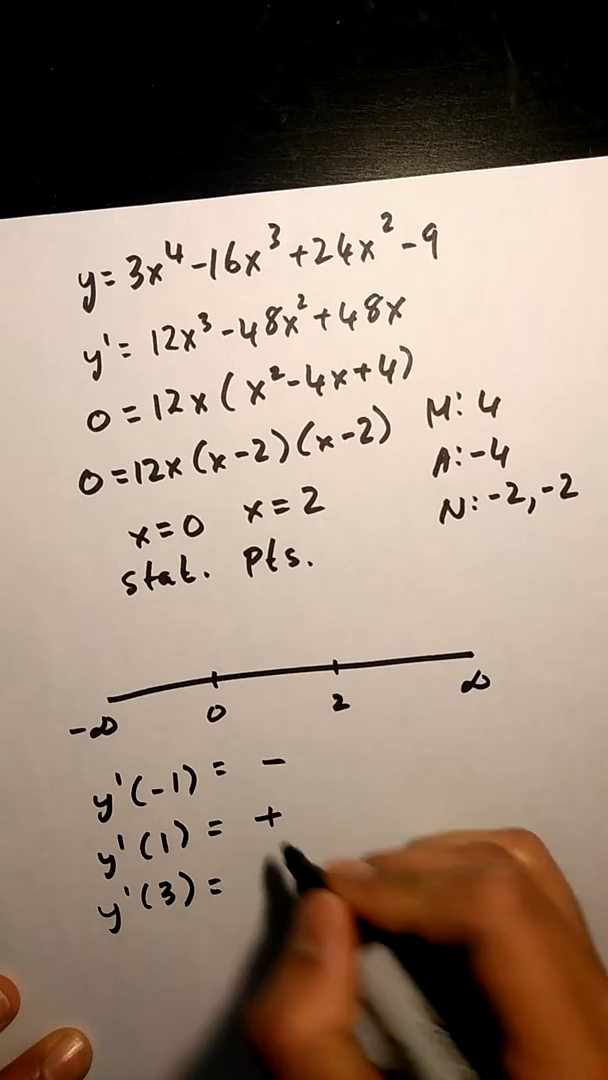 y = 3x⁴ - 16x³ + 24x² - 9
y' = 12x³ - 48x² + 48x
0 = 12x (x² - 4x + 4)
0 = 12x (x - 2)(x - 2)
M: 4
A: -4
N: -2, -2
x = 0 x = 2
stat. pts.
-∞ 0 2 ∞
y'(-1) = -
y'(1) = +
y'(3) =